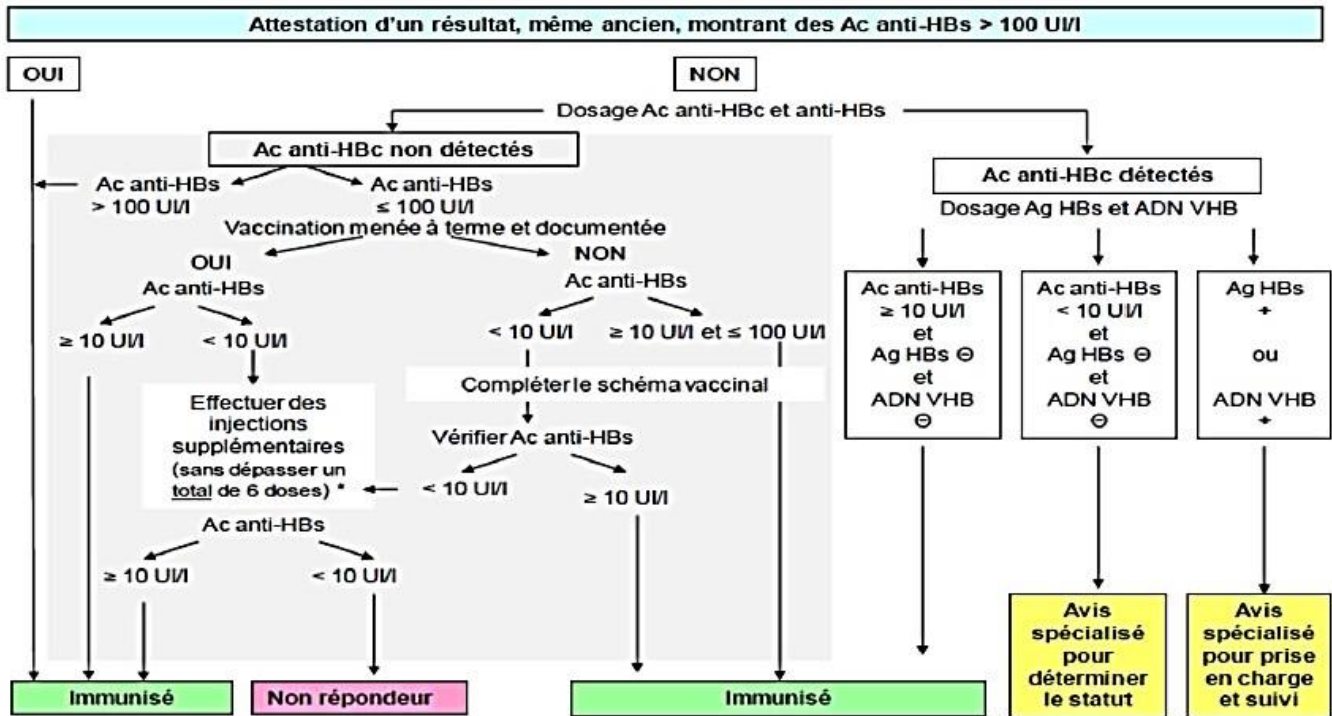 Attestation d'un résultat, même ancien, montrant des Ac anti-HBs > 100 UI/l
OUI
NON
Dosage Ac anti-HBc et anti-HBs
Ac anti-HBc non détectés
Ac anti-HBs
> 100 UI/l
Ac anti-HBs
≤ 100 UI/l
Vaccination menée à terme et documentée
OUI
Ac anti-HBs
≥ 10 UI/l
< 10 UI/l
Effectuer des
injections
supplémentaires
(sans dépasser un
total de 6 doses) *
Ac anti-HBs
≥ 10 UI/l
< 10 UI/l
NON
Ac anti-HBs
< 10 UI/l
≥ 10 UI/l et ≤ 100 UI/l
Compléter le schéma vaccinal
Vérifier Ac anti-HBs
< 10 UI/l
≥ 10 UI/l
Ac anti-HBc détectés
Dosage Ag HBs et ADN VHB
Ac anti-HBs
≥ 10 UI/l
et
Ag HBs ⊖
et
ADN VHB
⊖
Ac anti-HBs
< 10 UI/l
et
Ag HBs ⊖
et
ADN VHB
⊖
Ag HBs
+
ou
ADN VHB
+
Immunisé
Non répondeur
Immunisé
Avis
spécialisé
pour
déterminer
le statut
Avis
spécialisé
pour prise
en charge
et suivi